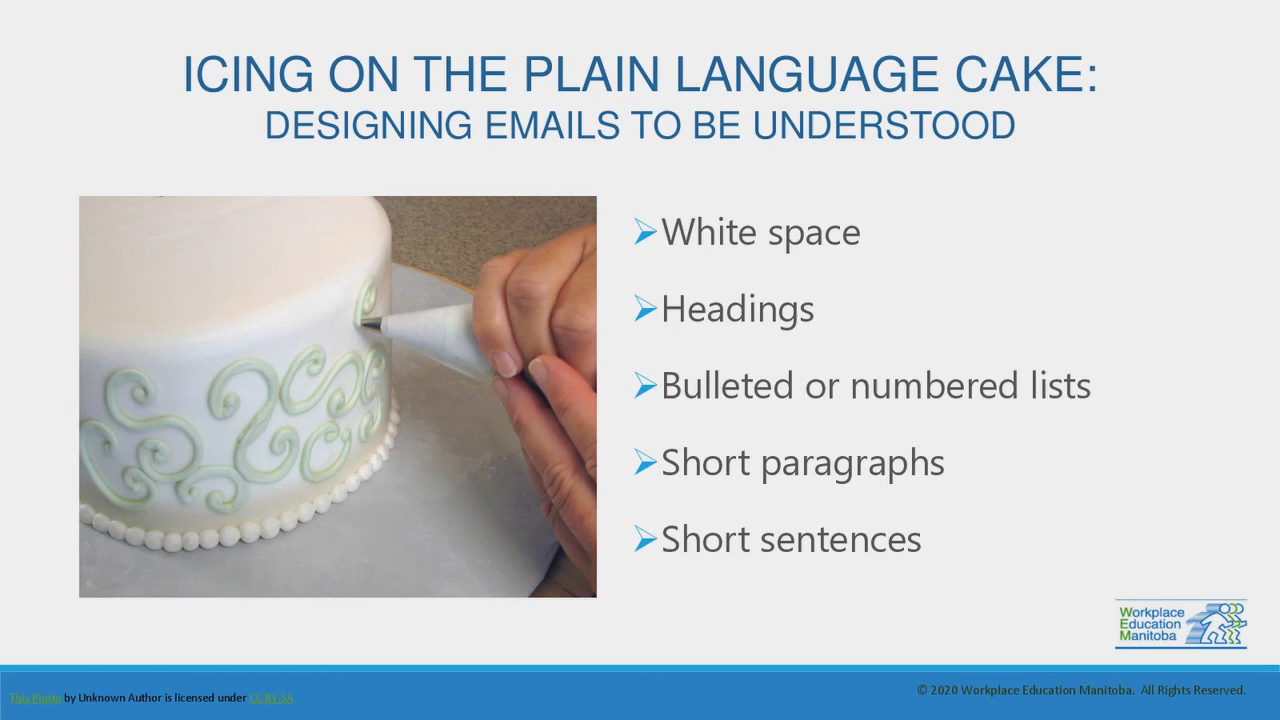 ICING ON THE PLAIN LANGUAGE CAKE:
DESIGNING EMAILS TO BE UNDERSTOOD
White space
Headings
Bulleted or numbered lists
Short paragraphs
Short sentences
Workplace
Education
Manitoba
This Photo by Unknown Author is licensed under CC BY-SA
© 2020 Workplace Education Manitoba. All Rights Reserved.